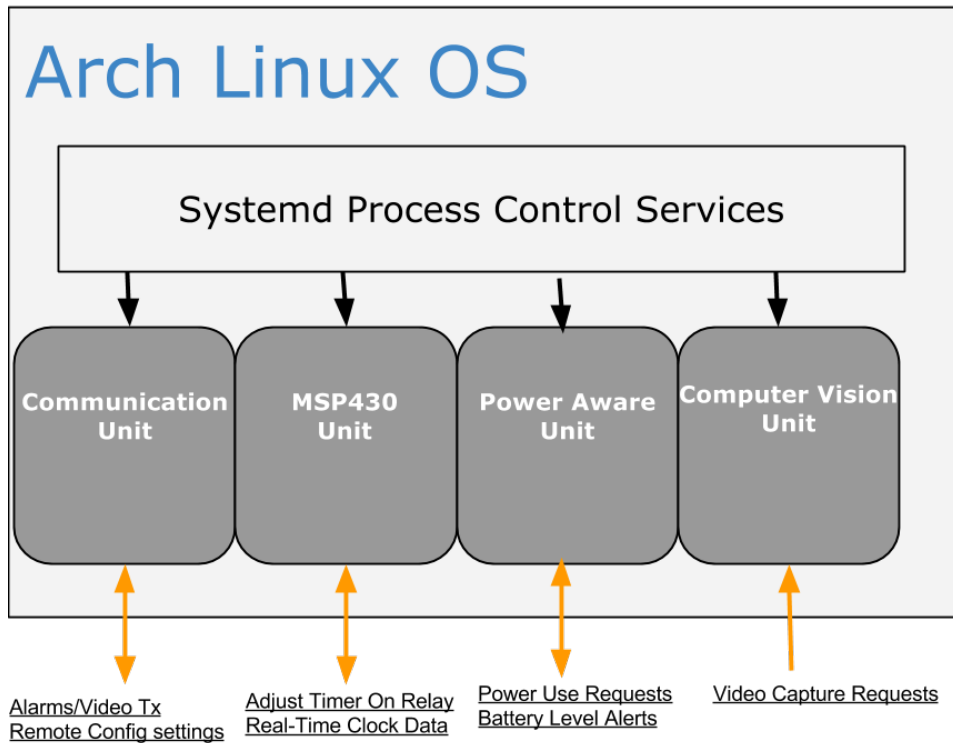 Arch Linux OS
Systemd Process Control Services
Communication
Unit
MSP430
Unit
Power Aware
Unit
Computer Vision
Unit
Alarms/Video Tx
Remote Config settings
Adjust Timer On Relay
Real-Time Clock Data
Power Use Requests
Battery Level Alerts
Video Capture Requests